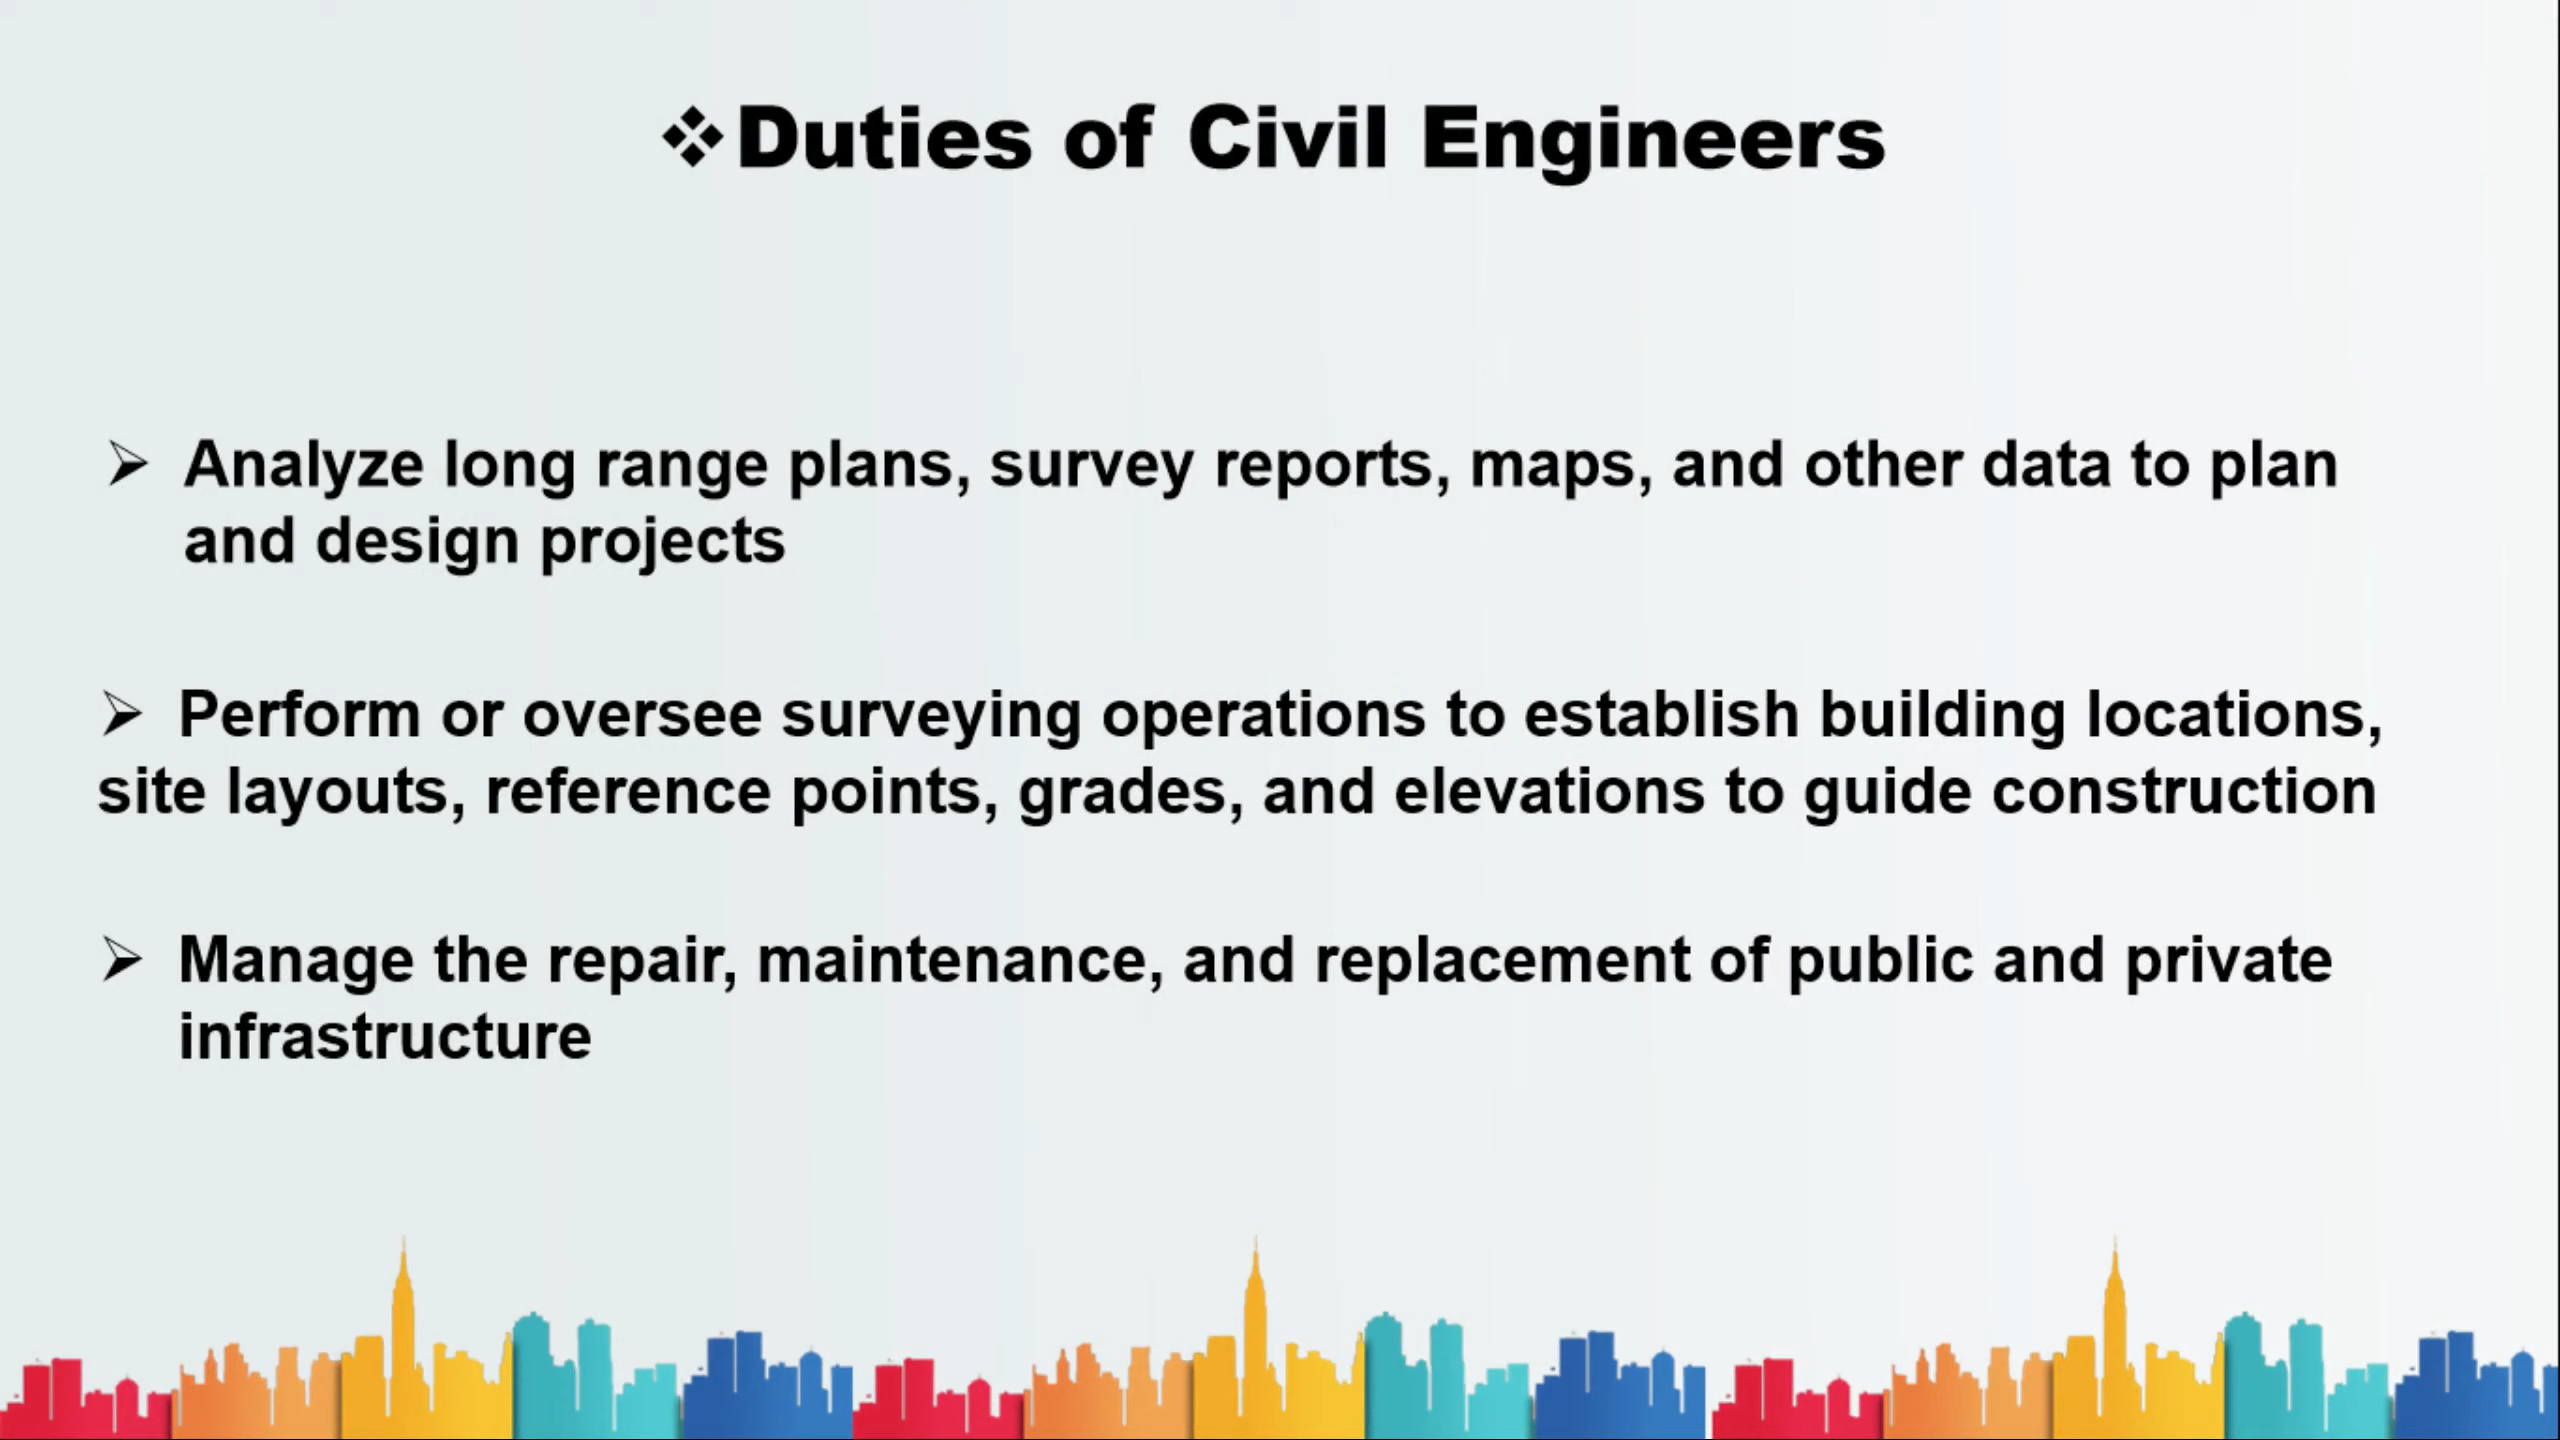 ❖Duties of Civil Engineers
➢ Analyze long range plans, survey reports, maps, and other data to plan
and design projects
➢ Perform or oversee surveying operations to establish building locations,
site layouts, reference points, grades, and elevations to guide construction
➢ Manage the repair, maintenance, and replacement of public and private
infrastructure